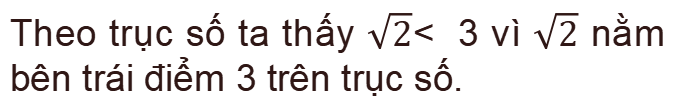 Theo trục số ta thấy √2< 3 vì √2 nằm
bên trái điểm 3 trên trục số.